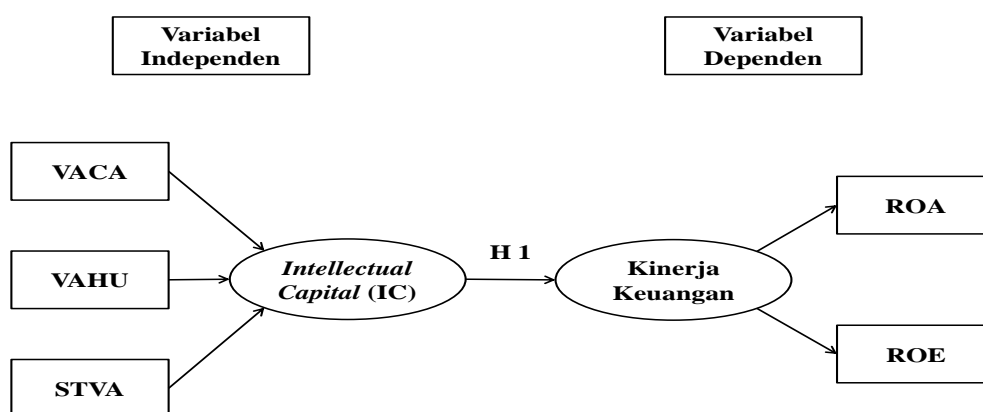 Variabel
Independen
Variabel
Dependen
VACA
VAHU
STVA
Intellectual
Capital (IC)
H 1
Kinerja
Keuangan
ROA
ROE